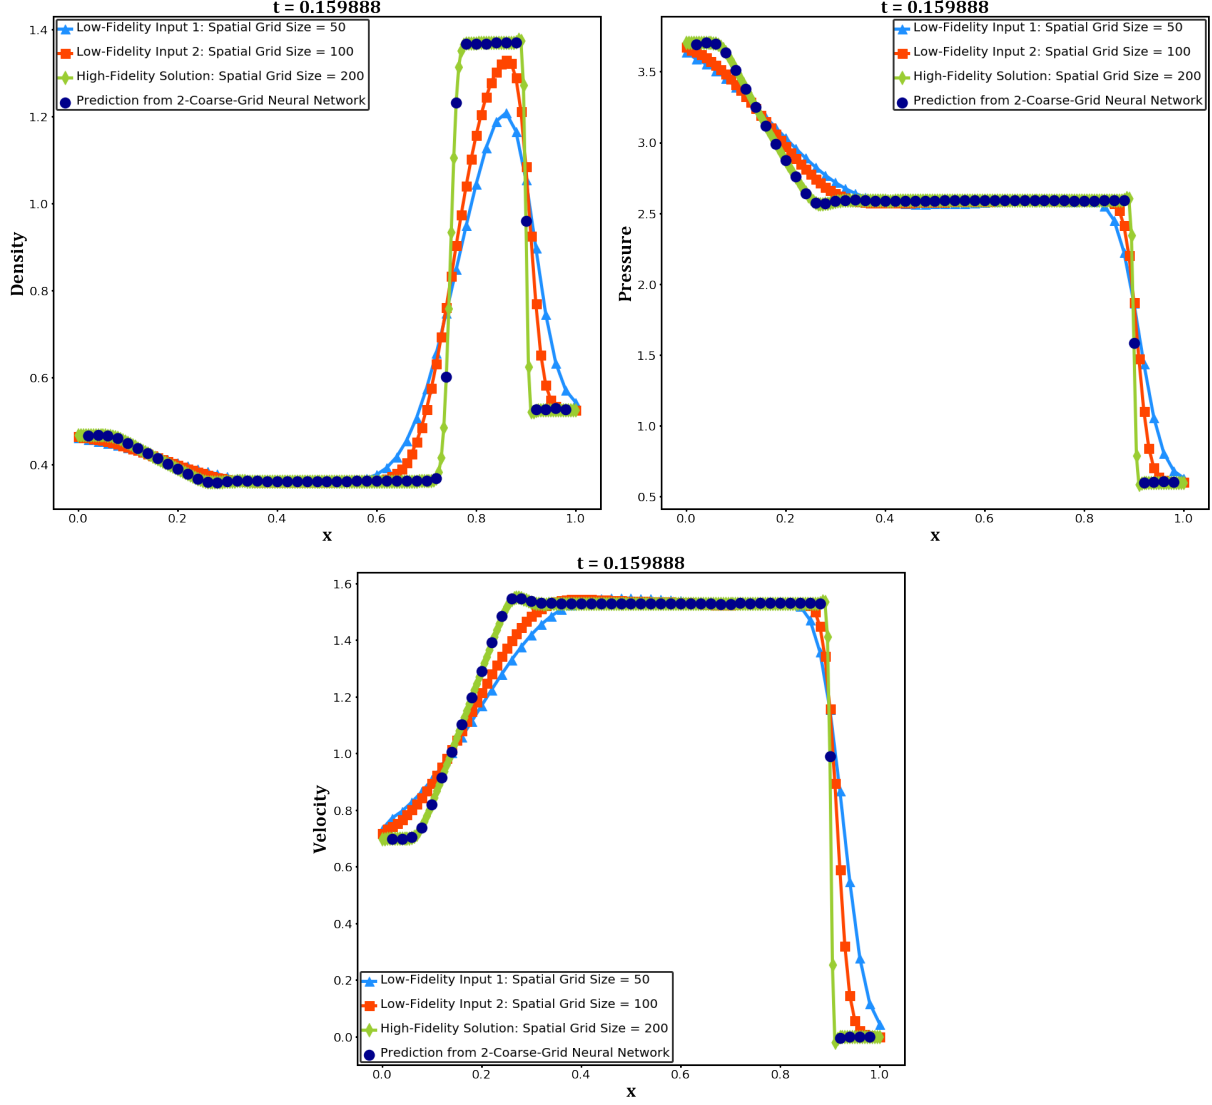 t = 0.159888
Low-Fidelity Input 1: Spatial Grid Size = 50
Low-Fidelity Input 2: Spatial Grid Size = 100
High-Fidelity Solution: Spatial Grid Size = 200
Prediction from 2-Coarse-Grid Neural Network
1.4
1.2
1.0
0.8
0.6
0.4
Density
0.0 0.2 0.4 0.6 0.8 1.0
x
t = 0.159888
Low-Fidelity Input 1: Spatial Grid Size = 50
Low-Fidelity Input 2: Spatial Grid Size = 100
High-Fidelity Solution: Spatial Grid Size = 200
Prediction from 2-Coarse-Grid Neural Network
3.5
3.0
2.5
2.0
1.5
1.0
0.5
Pressure
0.0 0.2 0.4 0.6 0.8 1.0
x
t = 0.159888
1.6
1.4
1.2
1.0
0.8
0.6
0.4
0.2
0.0
Velocity
Low-Fidelity Input 1: Spatial Grid Size = 50
Low-Fidelity Input 2: Spatial Grid Size = 100
High-Fidelity Solution: Spatial Grid Size = 200
Prediction from 2-Coarse-Grid Neural Network
0.0 0.2 0.4 0.6 0.8 1.0
x